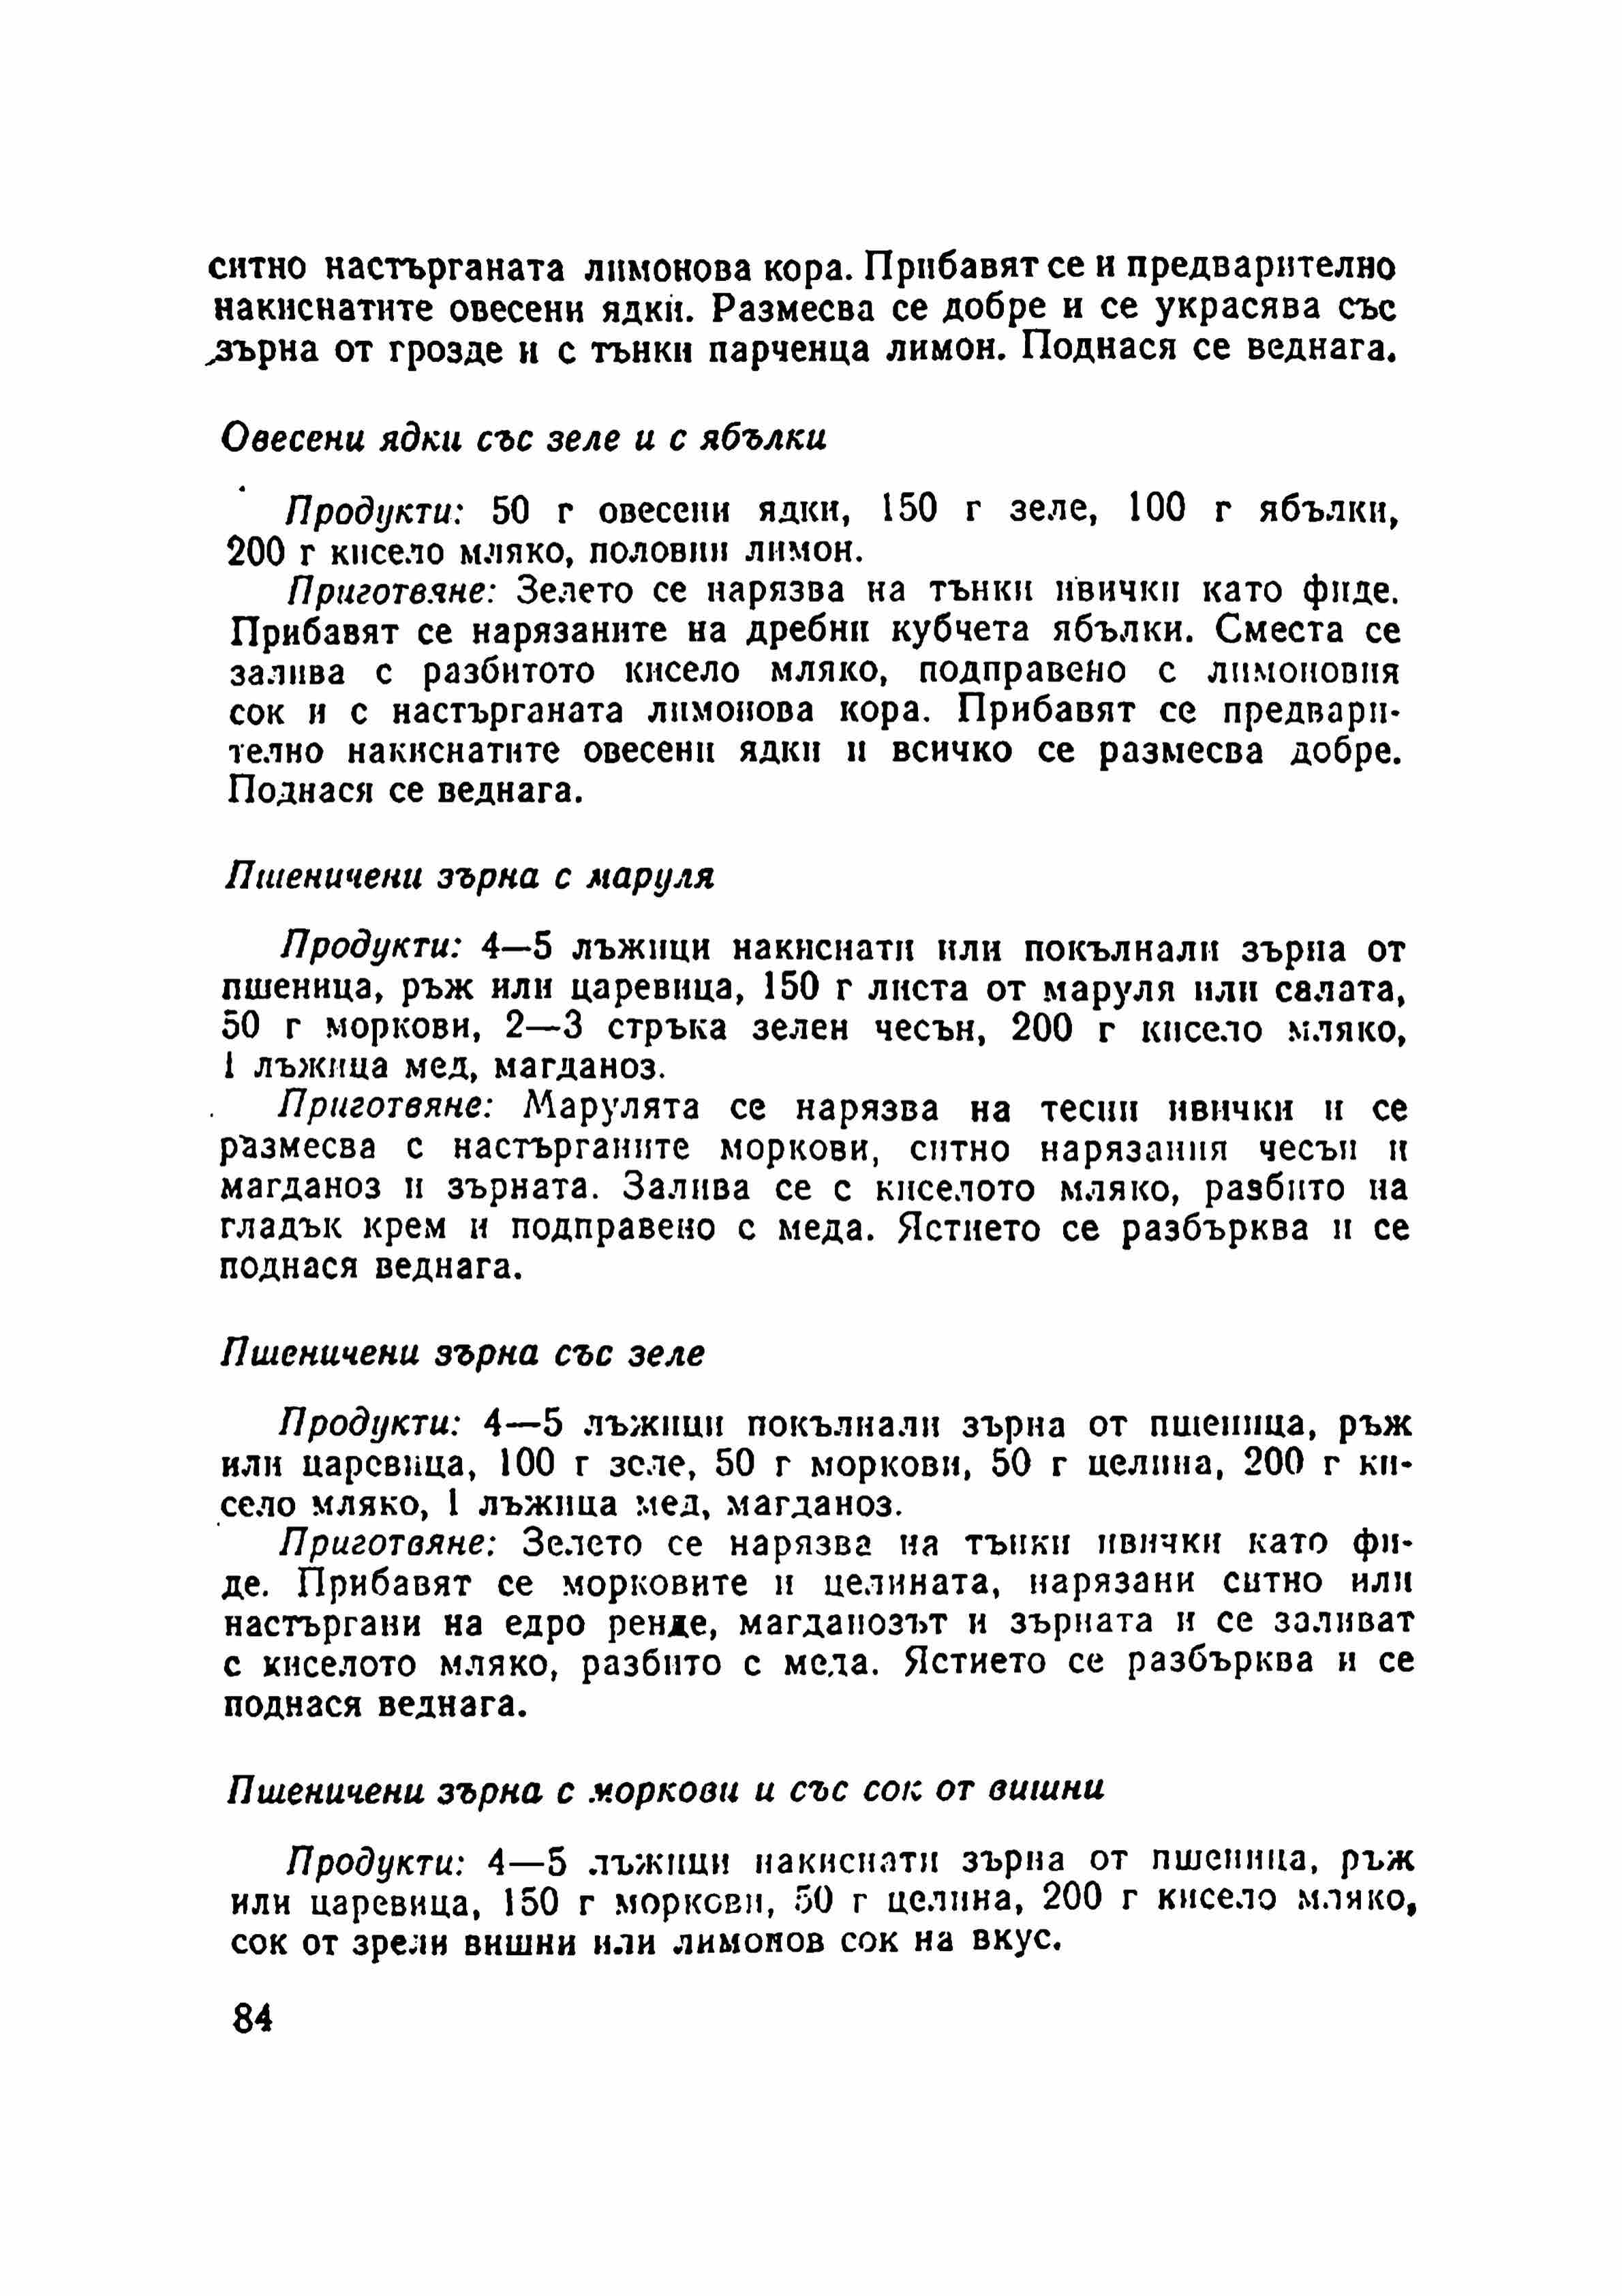 ситно настърганата лимонова кора. Прибавят се и предварително
накиснатите овесени ядки. Размесва се добре и се украсява със
зърна от грозде и с тънки парченца лимон. Поднася се веднага.
Овесени ядки със зеле и с ябълки
Продукти: 50 г овесени ядки, 150 г зеле, 100 г ябълки,
200 г кисело мляко, половин лимон.
Приготвяне: Зелето се нарязва на тънки ивички като фиде.
Прибавят се нарязаните на дребни кубчета ябълки. Сместа се
залива с разбитото кисело мляко, подправено с лимоновия
сок и с настърганата лимонова кора. Прибавят се предвари-
телно накиснатите овесени ядки и всичко се размесва добре.
Поднася се веднага.
Пшеничени зърна с маруля
Продукти: 4—5 лъжици накиснати или покълнали зърна от
пшеница, ръж или царевица, 150 г листа от маруля или салата,
50 г моркови, 2—3 стръка зелен чесън, 200 г кисело мляко,
1 лъжица мед, магданоз.
Приготвяне: Марулята се нарязва на тесни ивички и се
размесва с настърганите моркови, ситно нарязания чесън и
магданоз и зърната. Залива се с киселото мляко, разбито на
гладък крем и подправено с меда. Ястието се разбърква и се
поднася веднага.
Пшеничени зърна със зеле
Продукти: 4—5 лъжици покълнали зърна от пшеница, ръж
или царевица, 100 г зеле, 50 г моркови, 50 г целина, 200 г ки-
село мляко, 1 лъжица мед, магданоз.
Приготвяне: Зелето се нарязва на тънки ивички като фи-
де. Прибавят се морковите и целината, нарязани ситно или
настъргани на едро ренде, магданозът и зърната и се заливат
с киселото мляко, разбито с меда. Ястието се разбърква и се
поднася веднага.
Пшеничени зърна с моркови и със сок от вишни
Продукти: 4—5 лъжици накиснати зърна от пшеница, ръж
или царевица, 150 г моркови, 50 г целина, 200 г кисело мляко,
сок от зрели вишни или лимонов сок на вкус.
84